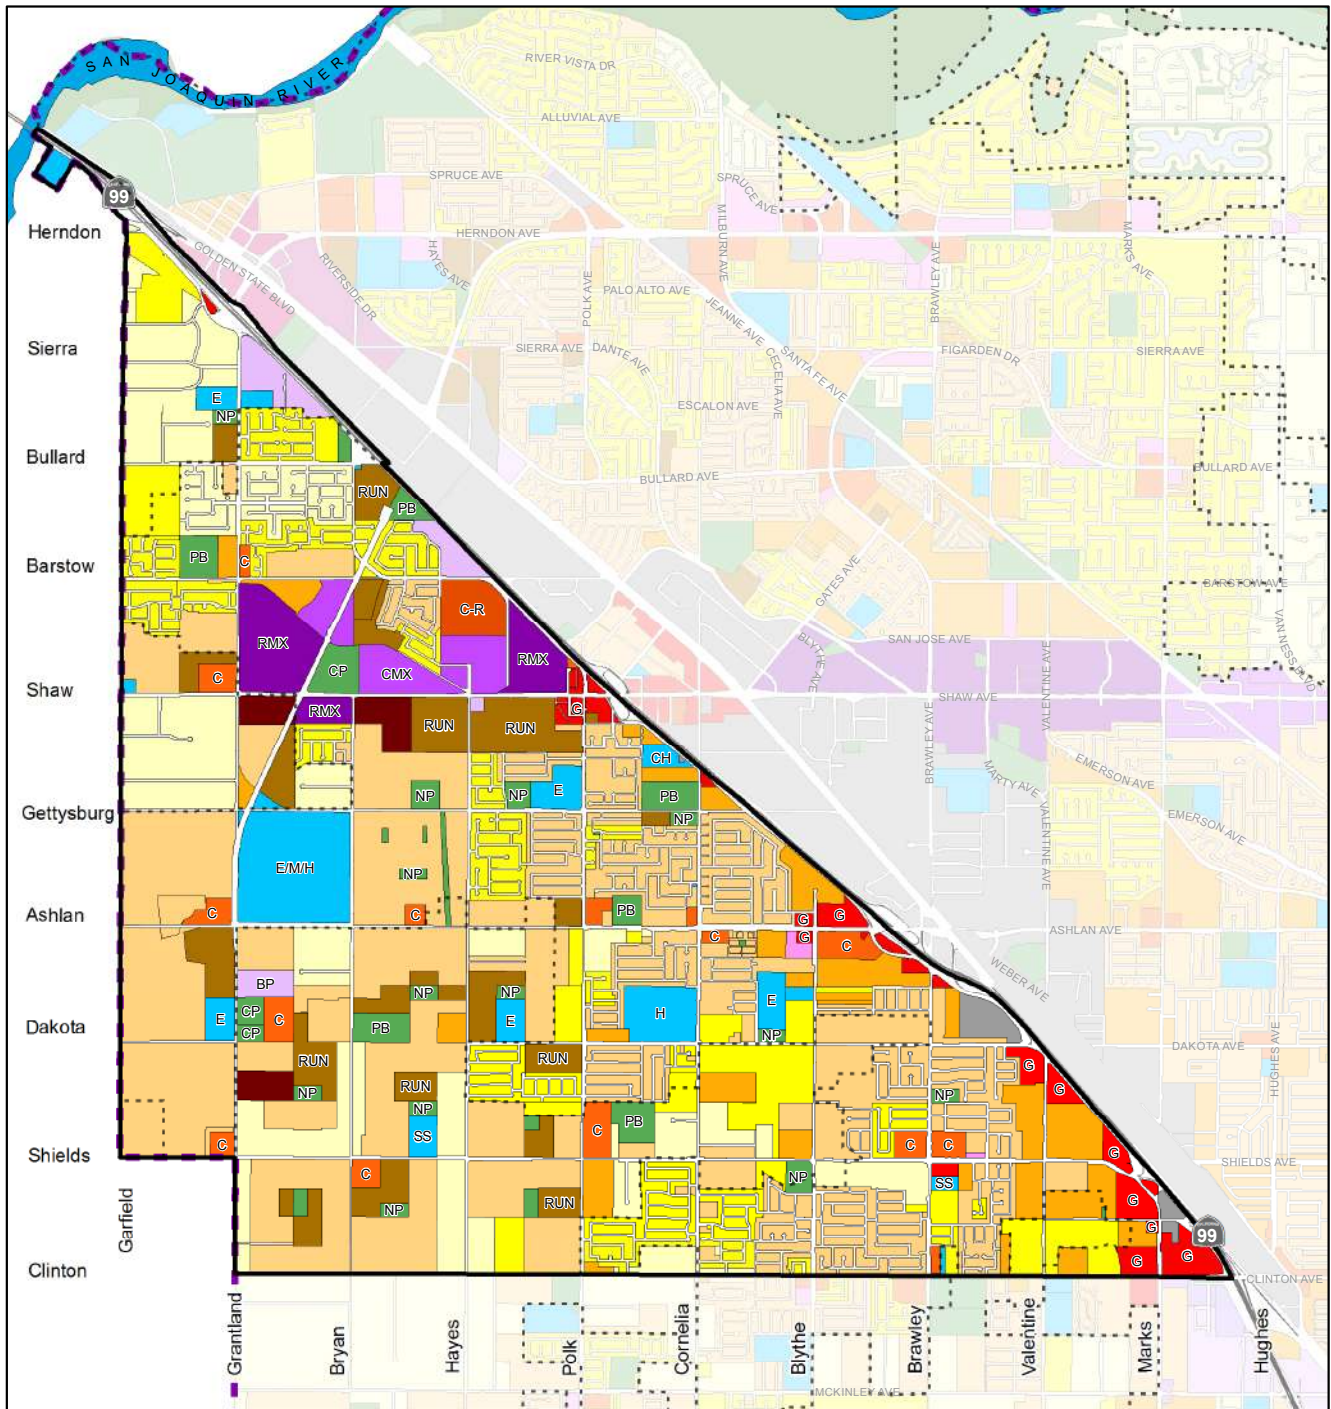 SAN JOAQUIN RIVER
RIVER VISTA DR
ALLUVIAL AVE
SPRUCE AVE
SPRUCE AVE
99
Herndon
HERNDON AVE
MILBURN AVE
MARKS AVE
GOLDEN STATE BLVD
RIVERSIDE DR
HAYES AVE
POLK AVE
PALO ALTO AVE
BRAWLEY AVE
JEANNE AVE
Sierra
SIERRA AVE
DANTE AVE
CECELIA AVE
SANTA FE AVE
FIGARDEN DR
SIERRA AVE
E
NP
ESCALON AVE
Bullard
BULLARD AVE
BULLARD AVE
RUN
PB
Barstow
PB
C
GATES AVE
BARSTOW AVE
C-R
RMX
RMX
CP
CMX
C
SAN JOSE AVE
BLYTHE AVE
VALENTINE AVE
VAN NESS BLVD
Shaw
SHAW AVE
RMX
RUN
RUN
G
BRAWLEY AVE
CH
MARTY AVE
EMERSON AVE
NP
NP
E
PB
NP
VALENTINE AVE
EMERSON AVE
Gettysburg
E/M/H
NP
C
C
PB
G
G
Ashlan
ASHLAN AVE
C
G
C
WEBER AVE
BP
NP
NP
E
CP
C
E
CP
PB
E
H
NP
Dakota
DAKOTA AVE
HUGHES AVE
RUN
RUN
G
NP
RUN
G
NP
NP
SS
C
PB
C
C
C
G
Shields
SHIELDS AVE
C
NP
RUN
NP
SS
G
G
99
G
G
Clinton
CLINTON AVE
Garfield
Grantland
Bryan
Hayes
Polk
Cornelia
Blythe
Brawley
Valentine
Marks
Hughes
MCKINLEY AVE